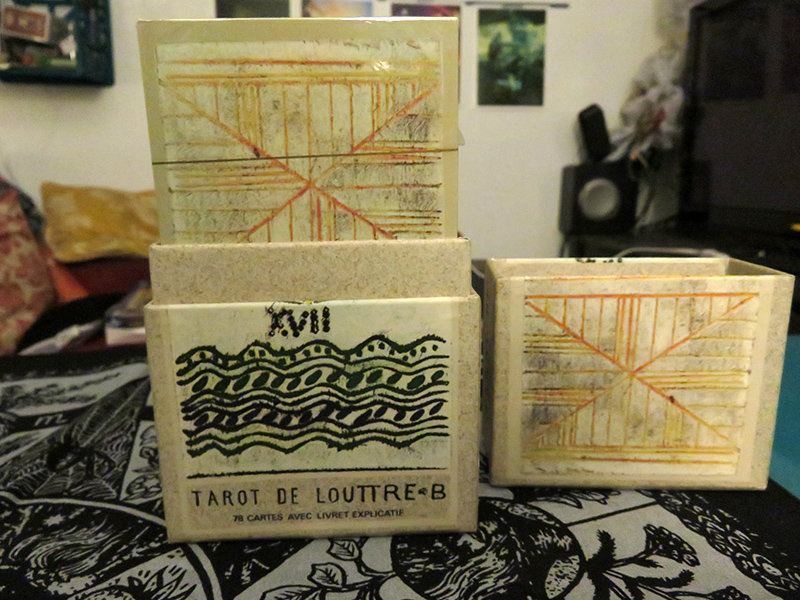 XVII
TAROT DE LOUTTRE·B
78 CARTES AVEC LIVRET EXPLICATIF